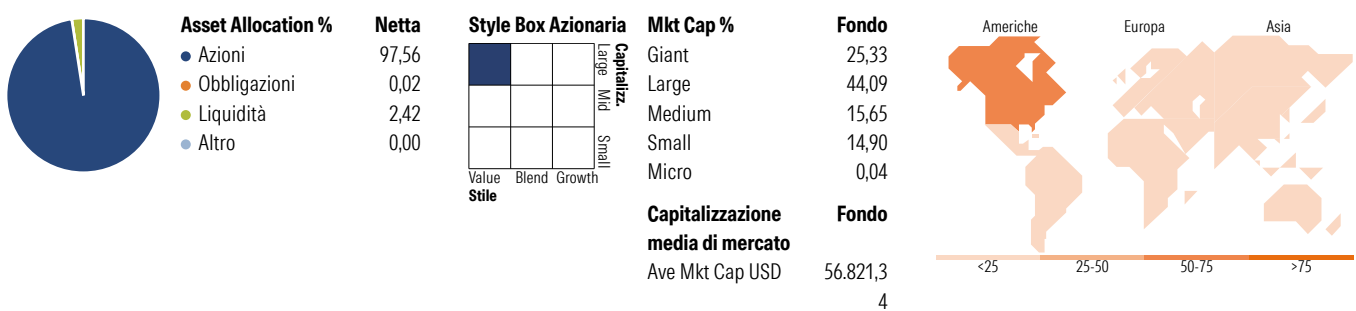 Asset Allocation % Netta
Azioni 97,56
Obbligazioni 0,02
Liquidità 2,42
Altro 0,00
Style Box Azionaria
Capitalizz.
Large Mid Small
Value Blend Growth
Stile
Mkt Cap % Fondo
Giant 25,33
Large 44,09
Medium 15,65
Small 14,90
Micro 0,04
Capitalizzazione Fondo
media di mercato
Ave Mkt Cap USD 56.821,3
4
Americhe Europa Asia
<25 25-50 50-75 >75